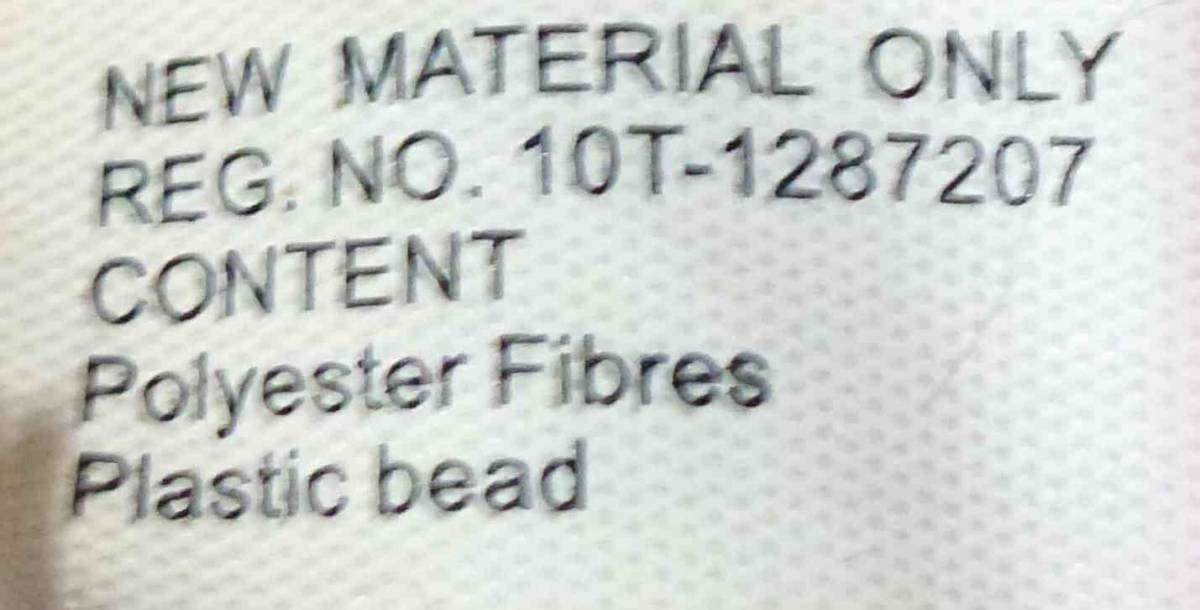 NEW MATERIAL ONLY
REG. NO. 10T-1287207
CONTENT
Polyester Fibres
Plastic bead